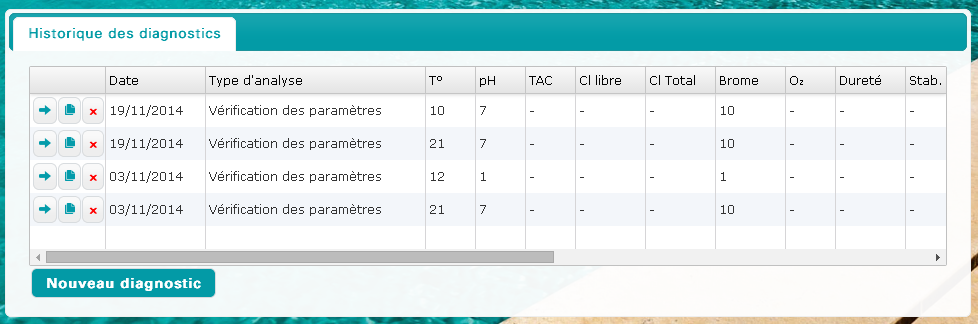 Historique des diagnostics
Date Type d'analyse T° pH TAC Cl libre Cl Total Brome O₂ Dureté Stab.
19/11/2014 Vérification des paramètres 10 7 - - - 10 - - -
19/11/2014 Vérification des paramètres 21 7 - - - 10 - - -
03/11/2014 Vérification des paramètres 12 1 - - - 1 - - -
03/11/2014 Vérification des paramètres 21 7 - - - 10 - - -
Nouveau diagnostic